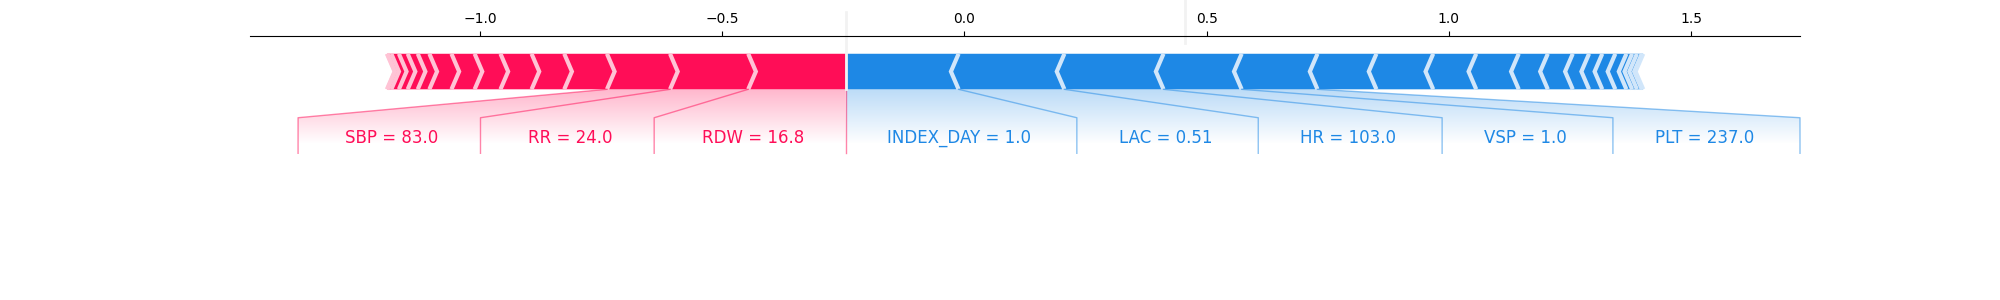 −1.0 −0.5 0.0 0.5 1.0 1.5
SBP = 83.0 RR = 24.0 RDW = 16.8 INDEX_DAY = 1.0 LAC = 0.51 HR = 103.0 VSP = 1.0 PLT = 237.0